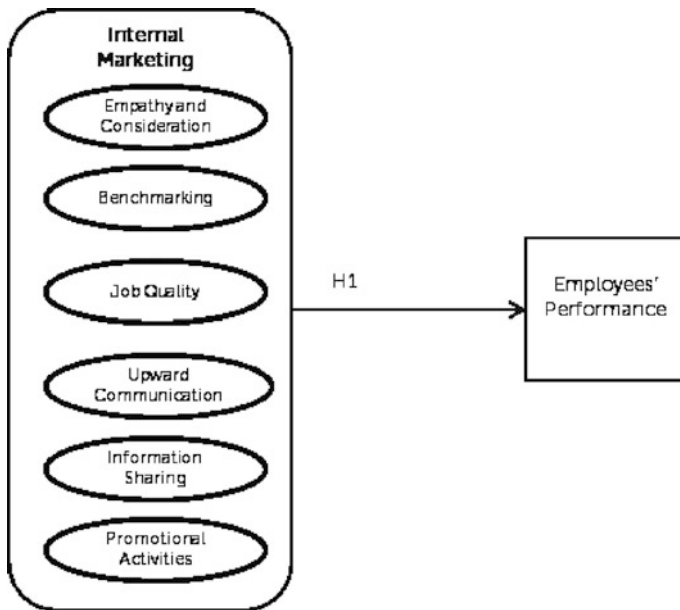 Internal
Marketing
Empathy and
Consideration
Benchmarking
Job Quality
Upward
Communication
Information
Sharing
Promotional
Activities
H1
Employees'
Performance